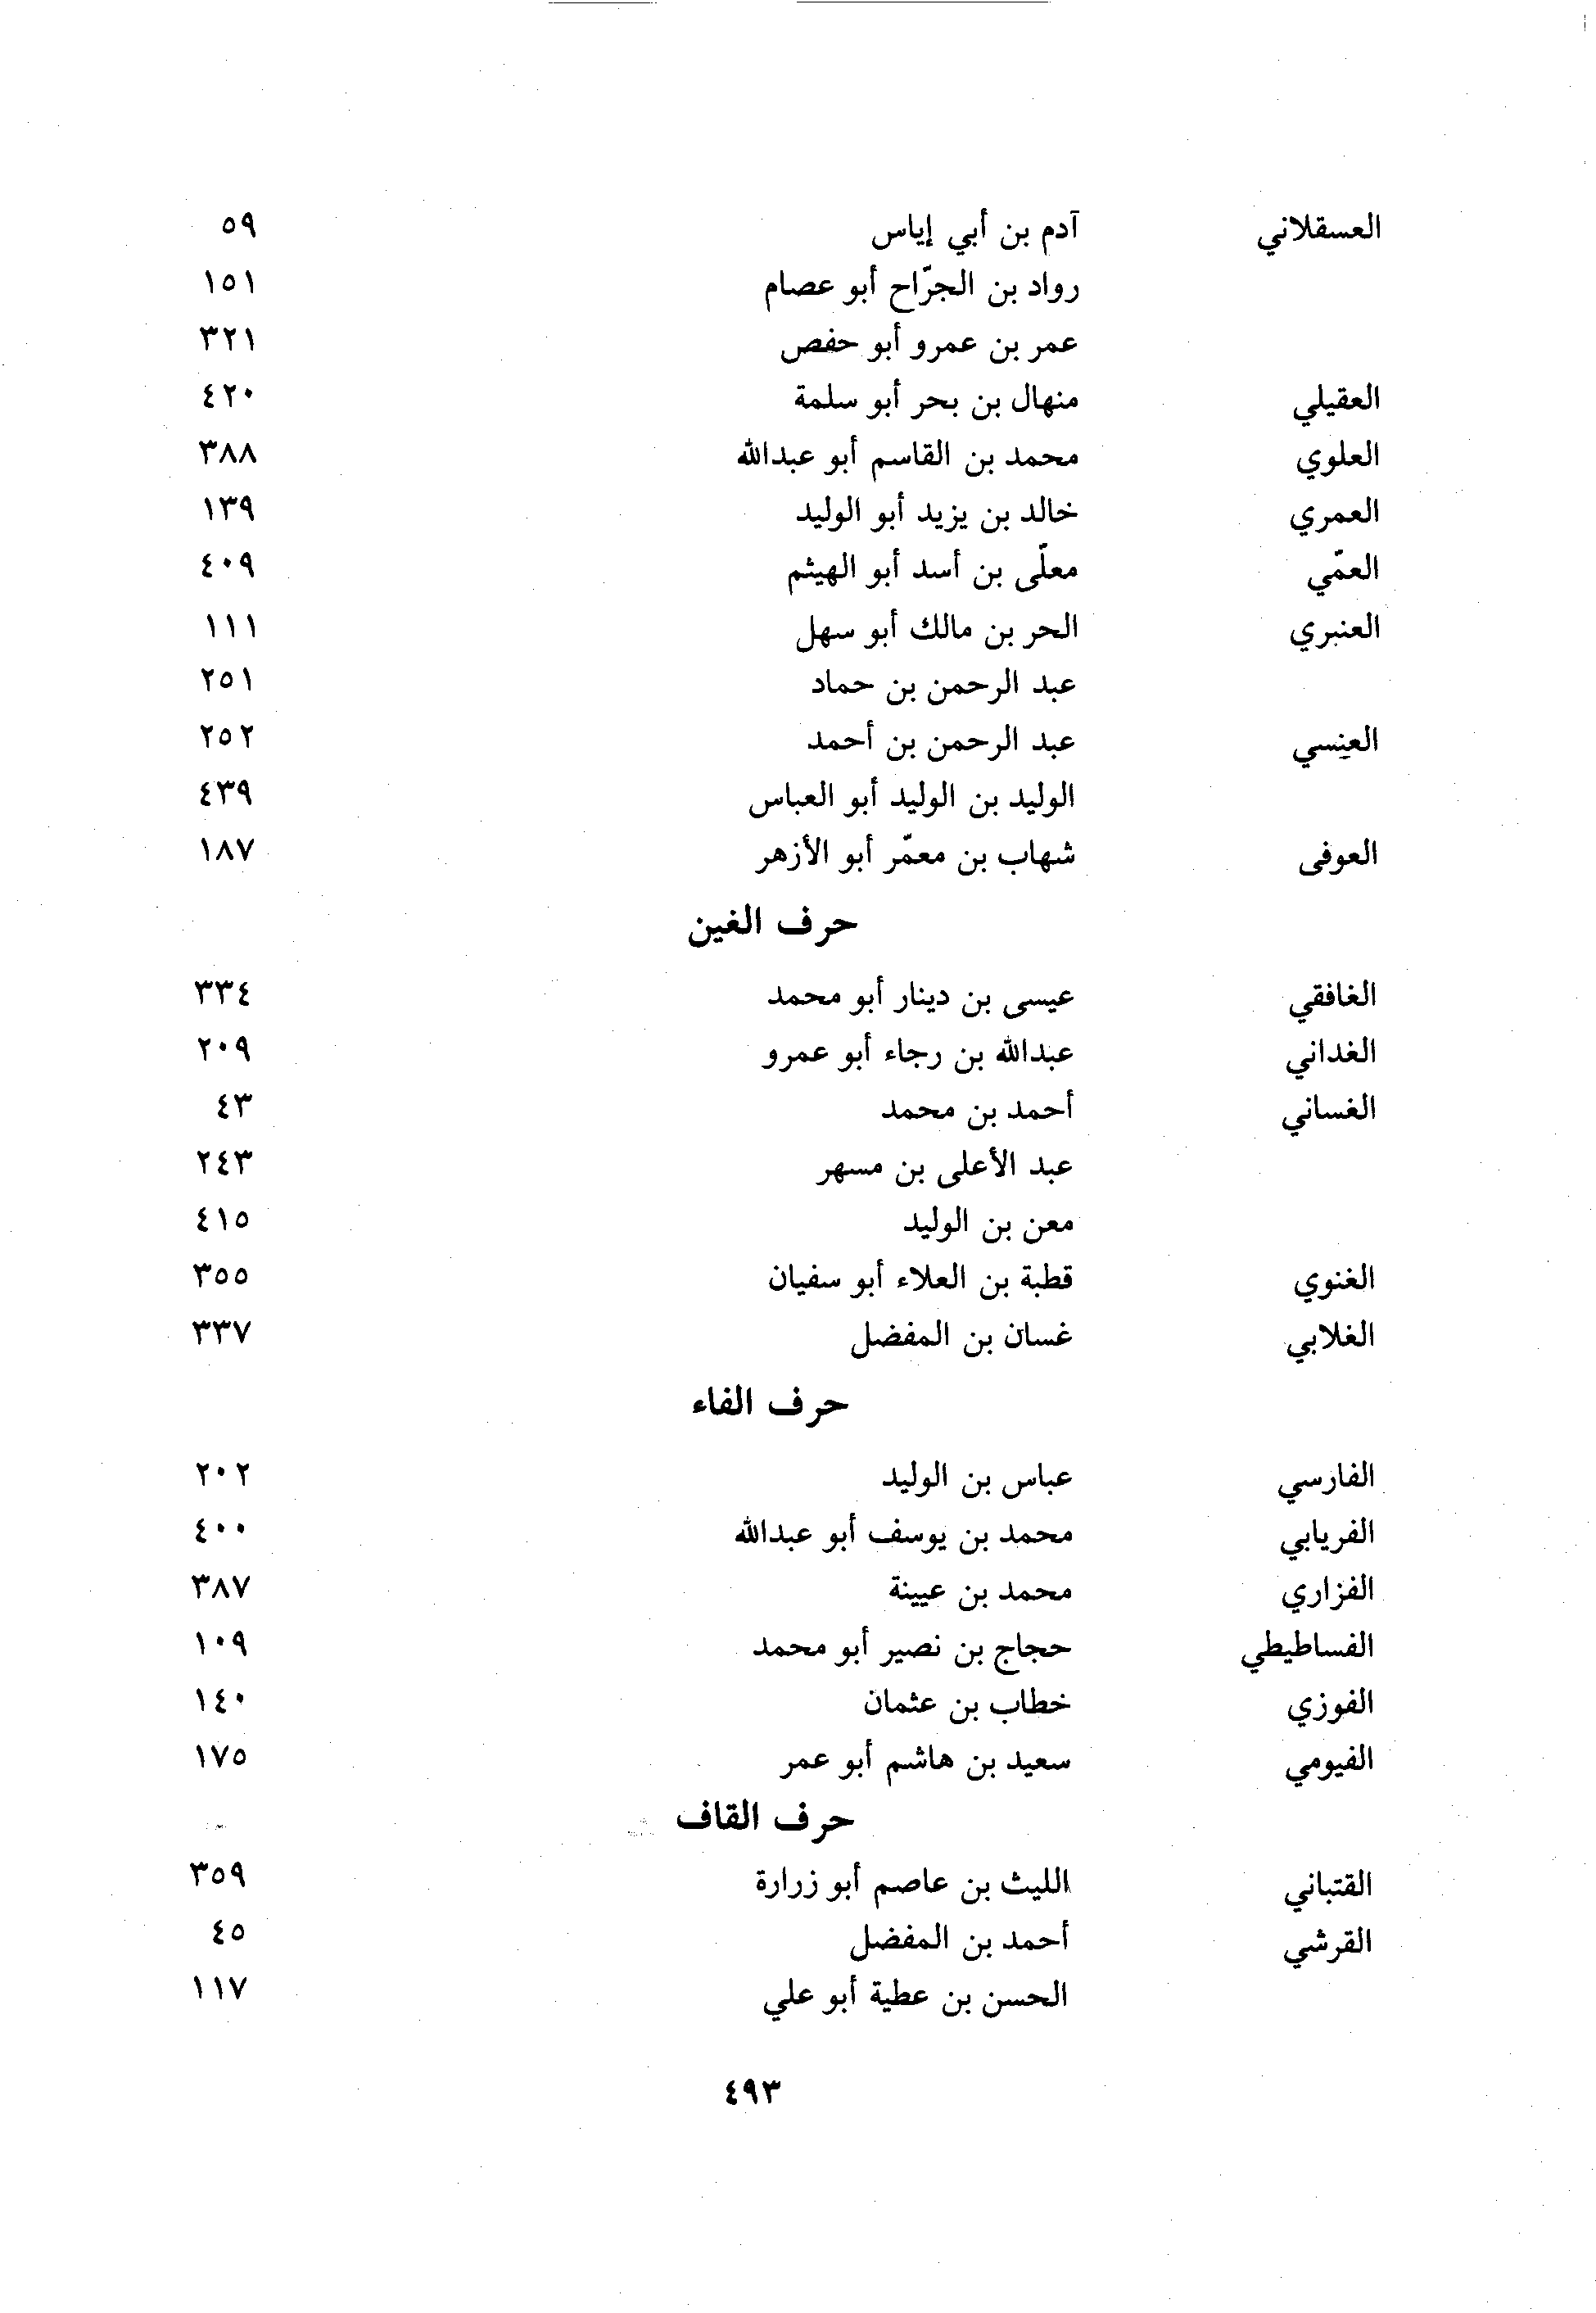 العسقلاني آدم بن أبي إياس ٥٩
رواد بن الجرّاح أبو عصام ١٥١
عمر بن عمرو أبو حفص ٣٢١
العقيلي منهال بن بحر أبو سلمة ٤٢٠
العلوي محمد بن القاسم أبو عبدالله ٣٨٨
العمري خالد بن يزيد أبو الوليد ١٣٩
العمّي معلّى بن أسد أبو الهيثم ٤٠٩
العنبري الحر بن مالك أبو سهل ١١١
عبد الرحمن بن حماد ٢٥١
العنسي عبد الرحمن بن أحمد ٢٥٢
الوليد بن الوليد أبو العباس ٤٣٩
العوفى شهاب بن معمّر أبو الأزهر ١٨٧
حرف الغين
الغافقي عيسى بن دينار أبو محمد ٣٣٤
الغداني عبدالله بن رجاء أبو عمرو ٢٠٩
الغساني أحمد بن محمد ٤٣
عبد الأعلى بن مسهر ٢٤٣
معن بن الوليد ٤١٥
الغنوي قطبة بن العلاء أبو سفيان ٣٥٥
الغلابي غسان بن المفضل ٣٣٧
حرف الفاء
الفارسي عباس بن الوليد ٢٠٢
الفريابي محمد بن يوسف أبو عبدالله ٤٠٠
الفزاري محمد بن عيينة ٣٨٧
الفساطيطي حجاج بن نصير أبو محمد ١٠٩
الفوزي خطاب بن عثمان ١٤٠
الفيومي سعيد بن هاشم أبو عمر ١٧٥
حرف القاف
القتباني الليث بن عاصم أبو زرارة ٣٥٩
القرشي أحمد بن المفضل ٤٥
الحسن بن عطية أبو علي ١١٧
٤٩٣